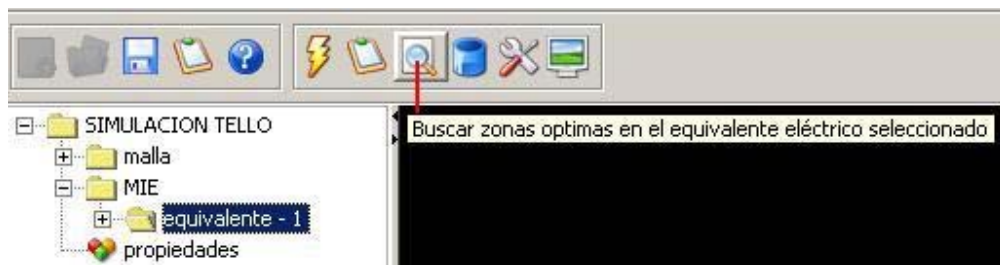 SIMULACION TELLO
Buscar zonas optimas en el equivalente eléctrico seleccionado
malla
MIE
equivalente - 1
propiedades